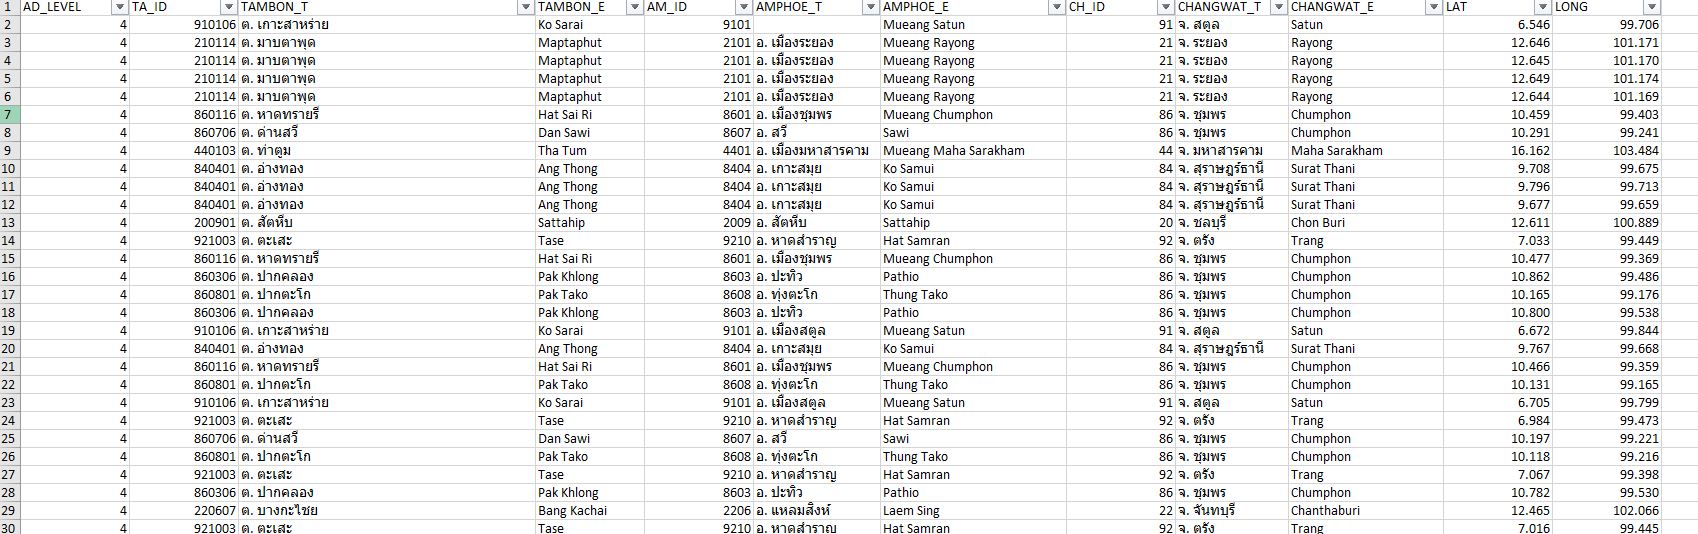 1 AD_LEVEL TA_ID TAMBON_T TAMBON_E AM_ID AMPHOE_T AMPHOE_E CH_ID CHANGWAT_T CHANGWAT_E LAT LONG
2 4 910106 ต. เกาะสาหร่าย Ko Sarai 9101 Mueang Satun 91 จ. สตูล Satun 6.546 99.706
3 4 210114 ต. มาบตาพุด Maptaphut 2101 อ. เมืองระยอง Mueang Rayong 21 จ. ระยอง Rayong 12.646 101.171
4 4 210114 ต. มาบตาพุด Maptaphut 2101 อ. เมืองระยอง Mueang Rayong 21 จ. ระยอง Rayong 12.645 101.170
5 4 210114 ต. มาบตาพุด Maptaphut 2101 อ. เมืองระยอง Mueang Rayong 21 จ. ระยอง Rayong 12.649 101.174
6 4 210114 ต. มาบตาพุด Maptaphut 2101 อ. เมืองระยอง Mueang Rayong 21 จ. ระยอง Rayong 12.644 101.169
7 4 860116 ต. หาดทรายรี Hat Sai Ri 8601 อ. เมืองชุมพร Mueang Chumphon 86 จ. ชุมพร Chumphon 10.459 99.403
8 4 860706 ต. ด่านสวี Dan Sawi 8607 อ. สวี Sawi 86 จ. ชุมพร Chumphon 10.291 99.241
9 4 440103 ต. ท่าตูม Tha Tum 4401 อ. เมืองมหาสารคาม Mueang Maha Sarakham 44 จ. มหาสารคาม Maha Sarakham 16.162 103.484
10 4 840401 ต. อ่างทอง Ang Thong 8404 อ. เกาะสมุย Ko Samui 84 จ. สุราษฎร์ธานี Surat Thani 9.708 99.675
11 4 840401 ต. อ่างทอง Ang Thong 8404 อ. เกาะสมุย Ko Samui 84 จ. สุราษฎร์ธานี Surat Thani 9.796 99.713
12 4 840401 ต. อ่างทอง Ang Thong 8404 อ. เกาะสมุย Ko Samui 84 จ. สุราษฎร์ธานี Surat Thani 9.677 99.659
13 4 200901 ต. สัตหีบ Sattahip 2009 อ. สัตหีบ Sattahip 20 จ. ชลบุรี Chon Buri 12.611 100.889
14 4 921003 ต. ตะเสะ Tase 9210 อ. หาดสำราญ Hat Samran 92 จ. ตรัง Trang 7.033 99.449
15 4 860116 ต. หาดทรายรี Hat Sai Ri 8601 อ. เมืองชุมพร Mueang Chumphon 86 จ. ชุมพร Chumphon 10.477 99.369
16 4 860306 ต. ปากคลอง Pak Khlong 8603 อ. ปะทิว Pathio 86 จ. ชุมพร Chumphon 10.862 99.486
17 4 860801 ต. ปากตะโก Pak Tako 8608 อ. ทุ่งตะโก Thung Tako 86 จ. ชุมพร Chumphon 10.165 99.176
18 4 860306 ต. ปากคลอง Pak Khlong 8603 อ. ปะทิว Pathio 86 จ. ชุมพร Chumphon 10.800 99.538
19 4 910106 ต. เกาะสาหร่าย Ko Sarai 9101 อ. เมืองสตูล Mueang Satun 91 จ. สตูล Satun 6.672 99.844
20 4 840401 ต. อ่างทอง Ang Thong 8404 อ. เกาะสมุย Ko Samui 84 จ. สุราษฎร์ธานี Surat Thani 9.767 99.668
21 4 860116 ต. หาดทรายรี Hat Sai Ri 8601 อ. เมืองชุมพร Mueang Chumphon 86 จ. ชุมพร Chumphon 10.466 99.359
22 4 860801 ต. ปากตะโก Pak Tako 8608 อ. ทุ่งตะโก Thung Tako 86 จ. ชุมพร Chumphon 10.131 99.165
23 4 910106 ต. เกาะสาหร่าย Ko Sarai 9101 อ. เมืองสตูล Mueang Satun 91 จ. สตูล Satun 6.705 99.799
24 4 921003 ต. ตะเสะ Tase 9210 อ. หาดสำราญ Hat Samran 92 จ. ตรัง Trang 6.984 99.473
25 4 860706 ต. ด่านสวี Dan Sawi 8607 อ. สวี Sawi 86 จ. ชุมพร Chumphon 10.197 99.221
26 4 860801 ต. ปากตะโก Pak Tako 8608 อ. ทุ่งตะโก Thung Tako 86 จ. ชุมพร Chumphon 10.118 99.216
27 4 921003 ต. ตะเสะ Tase 9210 อ. หาดสำราญ Hat Samran 92 จ. ตรัง Trang 7.067 99.398
28 4 860306 ต. ปากคลอง Pak Khlong 8603 อ. ปะทิว Pathio 86 จ. ชุมพร Chumphon 10.782 99.530
29 4 220607 ต. บางกะไชย Bang Kachai 2206 อ. แหลมสิงห์ Laem Sing 22 จ. จันทบุรี Chanthaburi 12.465 102.066
30 4 921003 ต. ตะเสะ Tase 9210 อ. หาดสำราญ Hat Samran 92 จ. ตรัง Trang 7.016 99.445